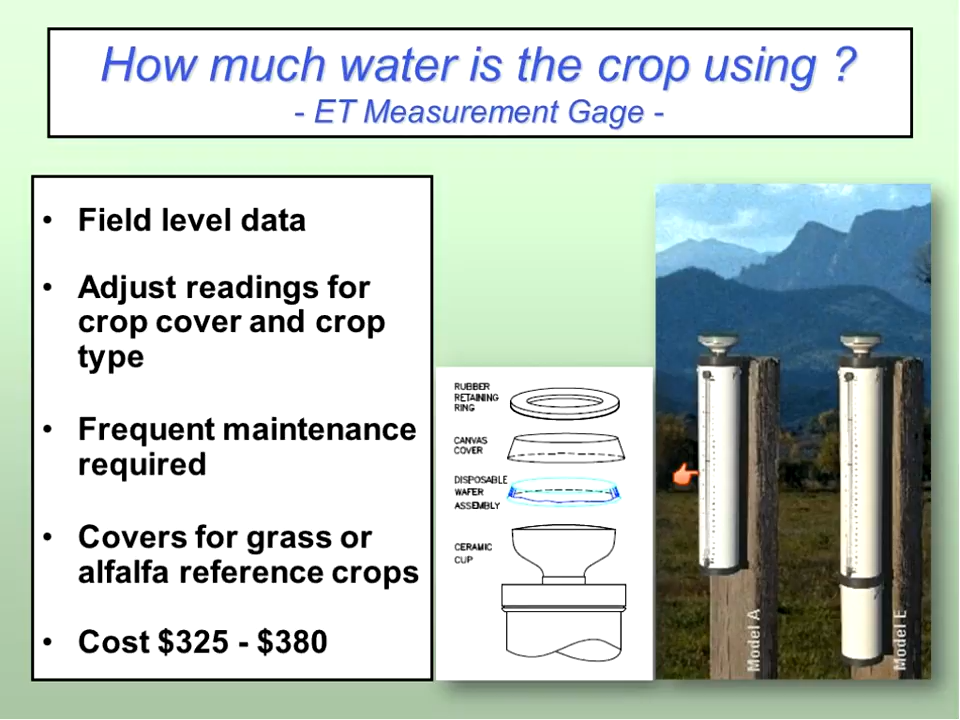 How much water is the crop using ?
- ET Measurement Gage -
• Field level data
• Adjust readings for
crop cover and crop
type
• Frequent maintenance
required
• Covers for grass or
alfalfa reference crops
• Cost $325 - $380
RUBBER
RETAINING
RING
CANVAS
COVER
DISPOSABLE
WAFER
ASSEMBLY
CERAMIC
CUP
Model A
Model E